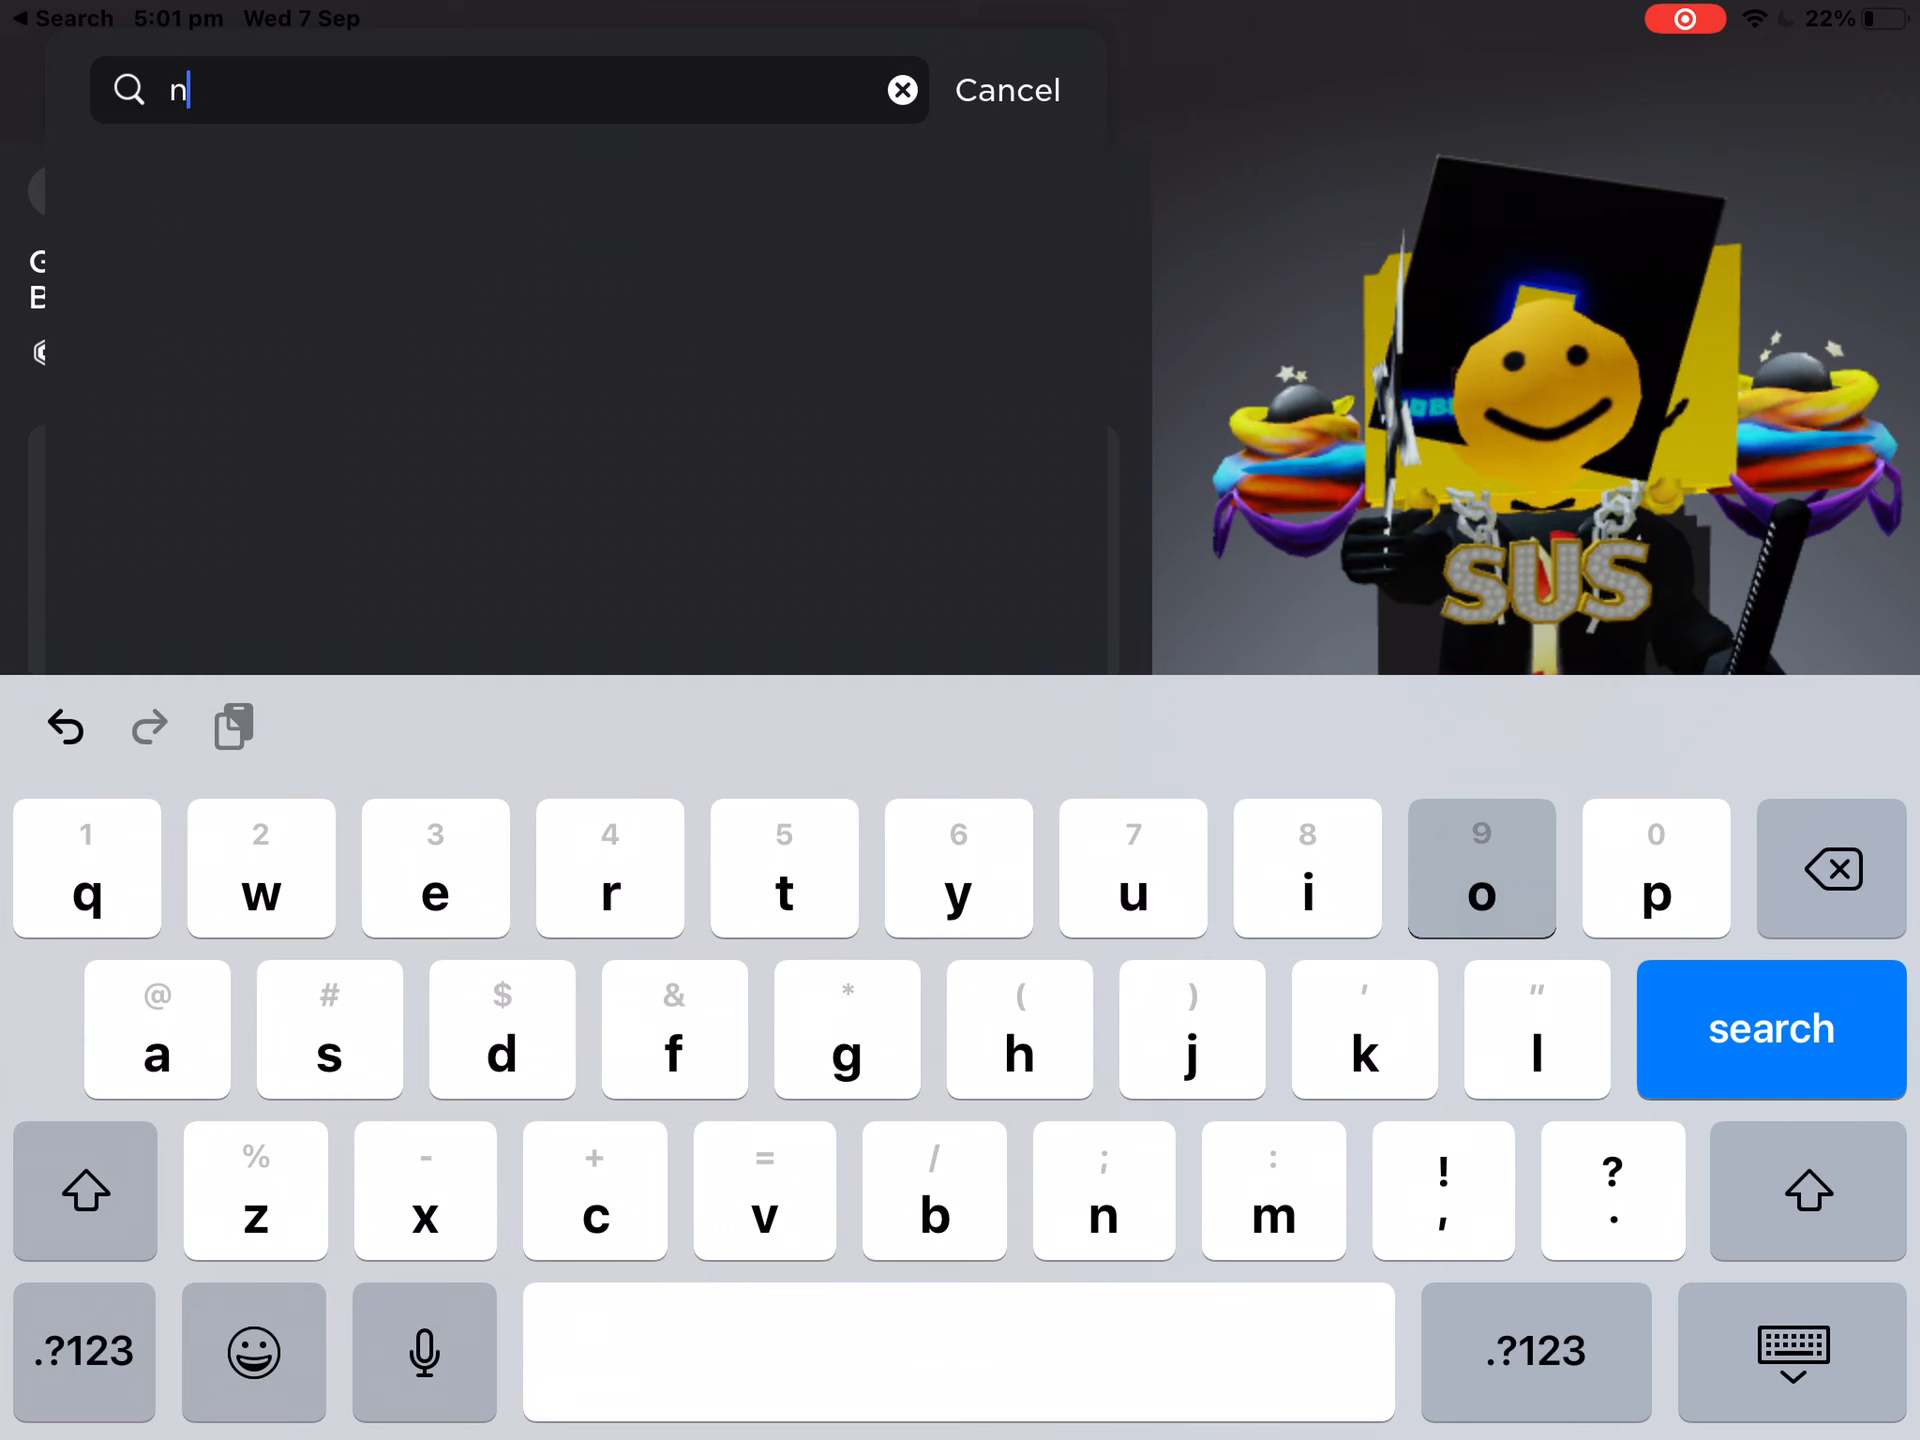 Search 5:01 pm Wed 7 Sep
22%
n
Cancel
G
B
SUS
1 2 3 4 5 6 7 8 9 0
q w e r t y u i o p
@ # $ & * ( ) ' "
a s d f g h j k l
search
% - + = / ; : ! ?
z x c v b n m , .
.?123
.?123